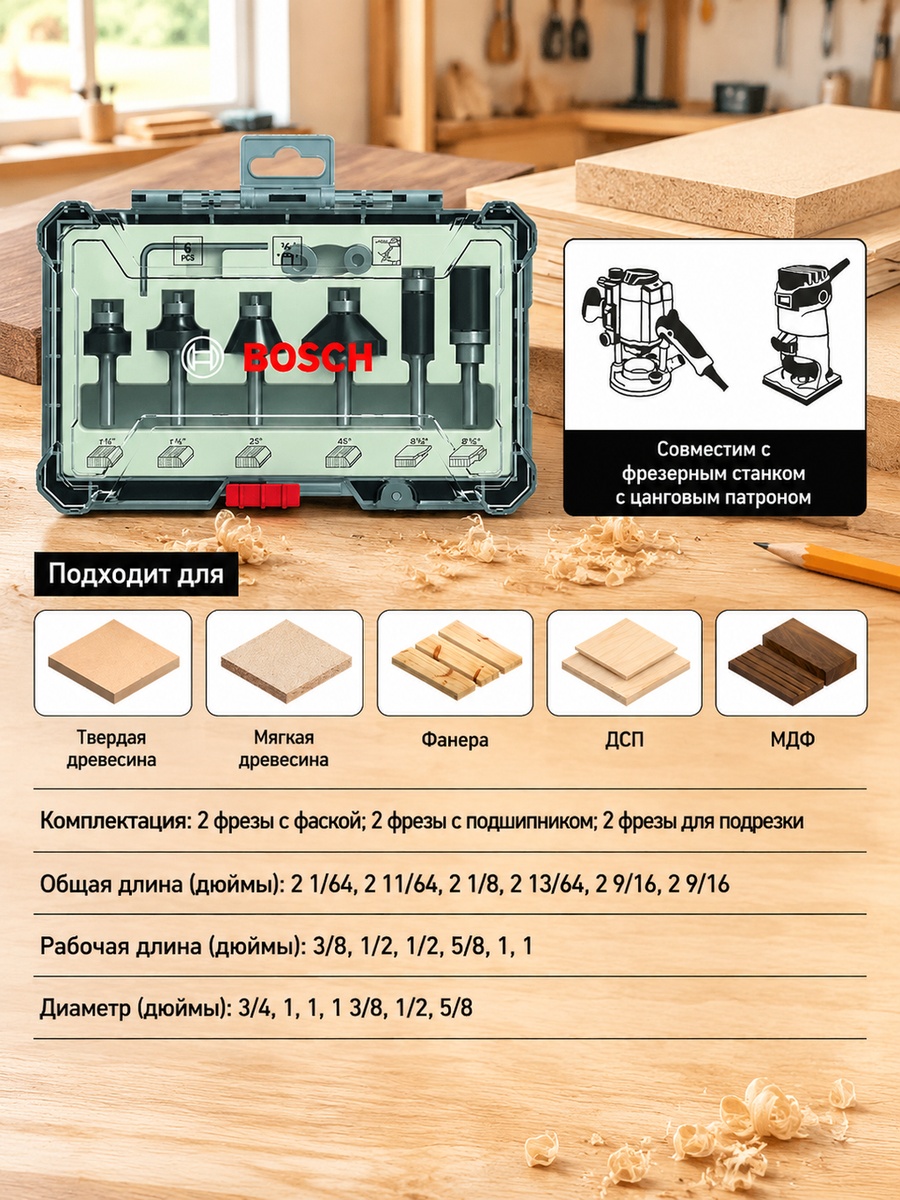 6
PCS
BOSCH
25°
45°
Совместим с
фрезерным станком
с цанговым патроном
Подходит для
Твердая
древесина
Мягкая
древесина
Фанера
ДСП
МДФ
Комплектация: 2 фрезы с фаской; 2 фрезы с подшипником; 2 фрезы для подрезки
Общая длина (дюймы): 2 1/64, 2 11/64, 2 1/8, 2 13/64, 2 9/16, 2 9/16
Рабочая длина (дюймы): 3/8, 1/2, 1/2, 5/8, 1, 1
Диаметр (дюймы): 3/4, 1, 1, 1 3/8, 1/2, 5/8